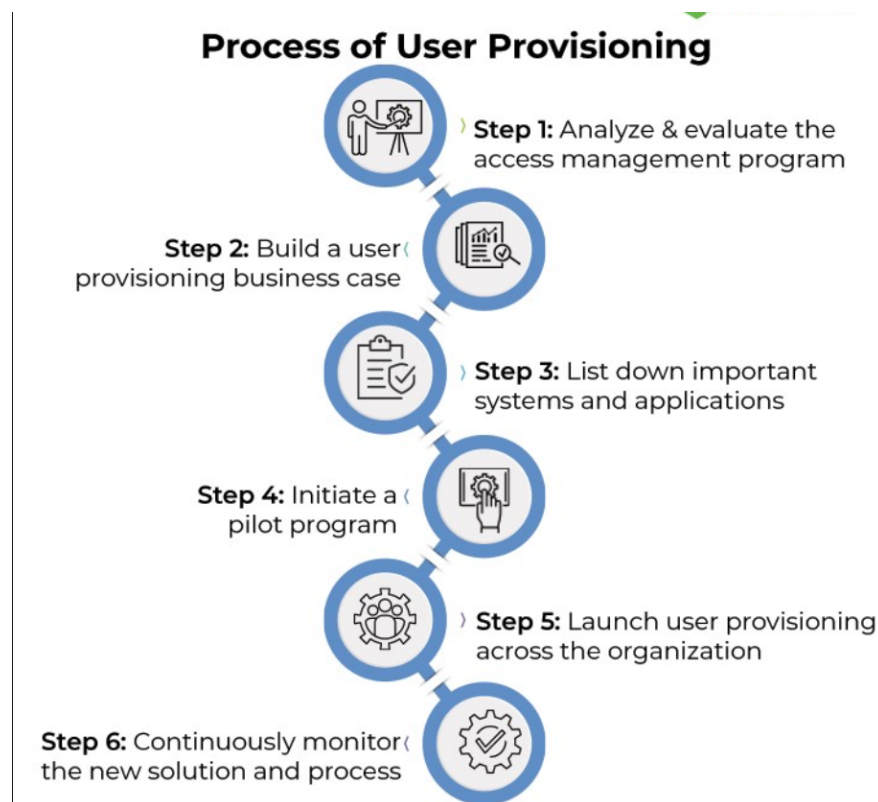 Process of User Provisioning
Step 1: Analyze & evaluate the
access management program
Step 2: Build a user
provisioning business case
Step 3: List down important
systems and applications
Step 4: Initiate a
pilot program
Step 5: Launch user provisioning
across the organization
Step 6: Continuously monitor
the new solution and process